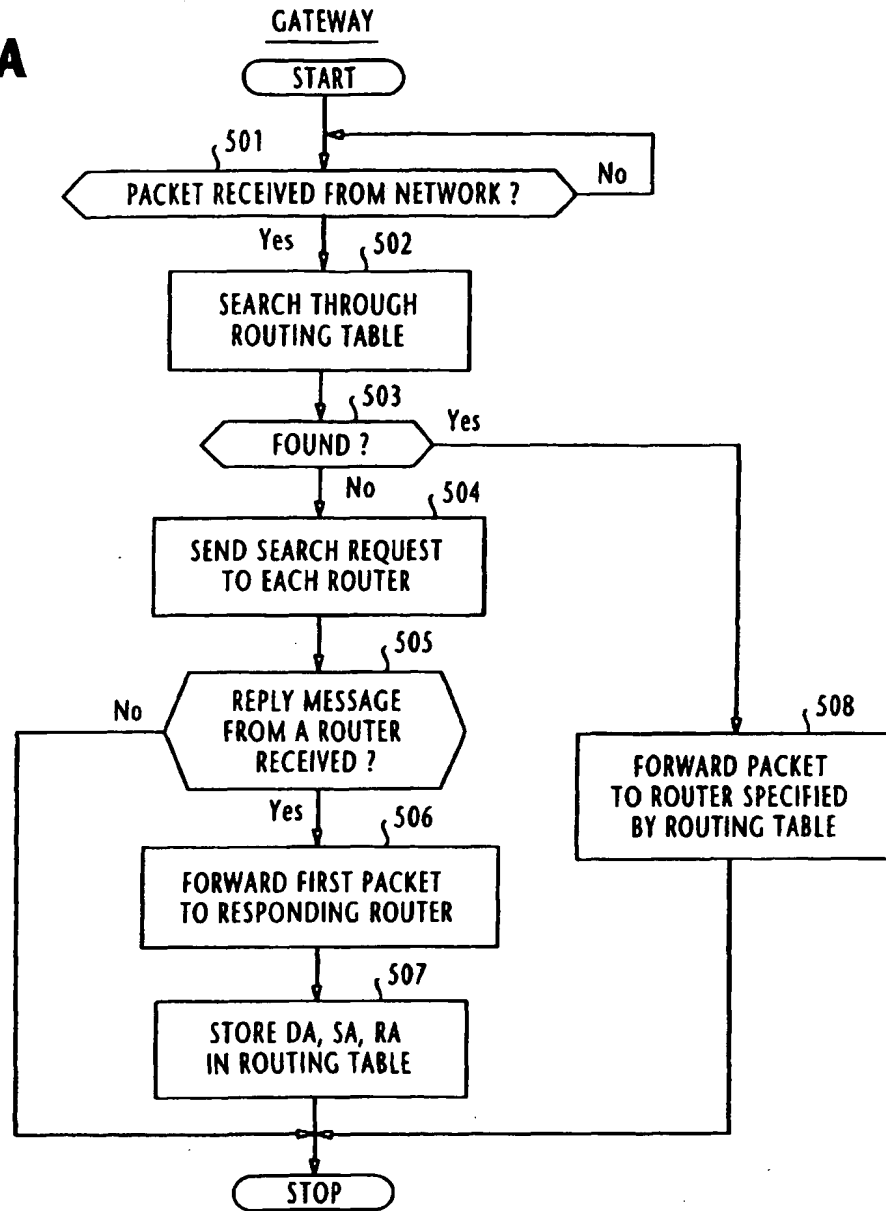 GATEWAY
A
START
501
PACKET RECEIVED FROM NETWORK ?
No
Yes
502
SEARCH THROUGH
ROUTING TABLE
503
FOUND ?
Yes
No
504
SEND SEARCH REQUEST
TO EACH ROUTER
505
No
REPLY MESSAGE
FROM A ROUTER
RECEIVED ?
508
FORWARD PACKET
TO ROUTER SPECIFIED
BY ROUTING TABLE
Yes
506
FORWARD FIRST PACKET
TO RESPONDING ROUTER
507
STORE DA, SA, RA
IN ROUTING TABLE
STOP